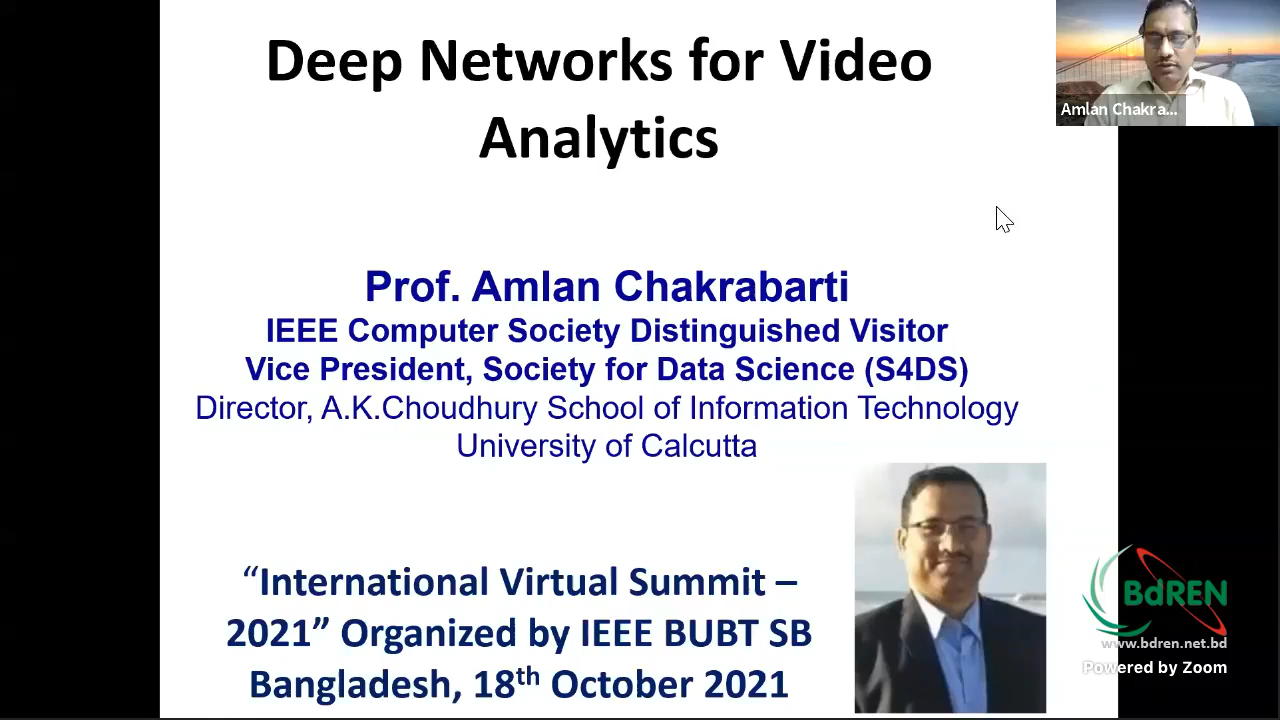 Deep Networks for Video
Analytics
Amlan Chakra...
Prof. Amlan Chakrabarti
IEEE Computer Society Distinguished Visitor
Vice President, Society for Data Science (S4DS)
Director, A.K.Choudhury School of Information Technology
University of Calcutta
“International Virtual Summit –
2021” Organized by IEEE BUBT SB
Bangladesh, 18th October 2021
BdREN
www.bdren.net.bd
Powered by Zoom